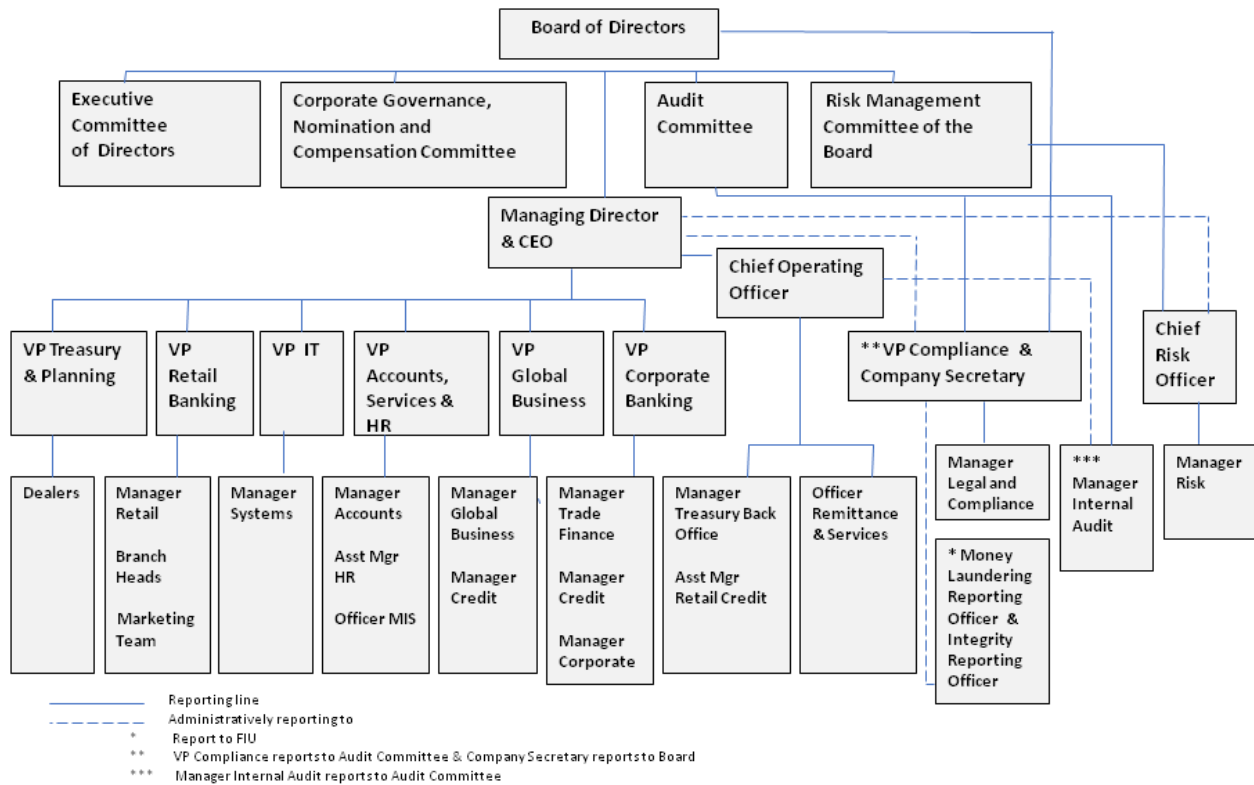 Board of Directors
Executive
Committee
of Directors
Corporate Governance,
Nomination and
Compensation Committee
Audit
Committee
Risk Management
Committee of the
Board
Managing Director
& CEO
Chief Operating
Officer
VP Treasury
& Planning
VP
Retail
Banking
VP IT
VP
Accounts,
Services &
HR
VP
Global
Business
VP
Corporate
Banking
**VP Compliance &
Company Secretary
Chief
Risk
Officer
Dealers
Manager
Retail
Branch
Heads
Marketing
Team
Manager
Systems
Manager
Accounts
Asst Mgr
HR
Officer MIS
Manager
Global
Business
Manager
Credit
Manager
Trade
Finance
Manager
Credit
Manager
Corporate
Manager
Treasury Back
Office
Asst Mgr
Retail Credit
Officer
Remittance
& Services
Manager
Legal and
Compliance
* Money
Laundering
Reporting
Officer &
Integrity
Reporting
Officer
***
Manager
Internal
Audit
Manager
Risk
Reporting line
Administratively reporting to
* Report to FIU
** VP Compliance reports to Audit Committee & Company Secretary reports to Board
*** Manager Internal Audit reports to Audit Committee